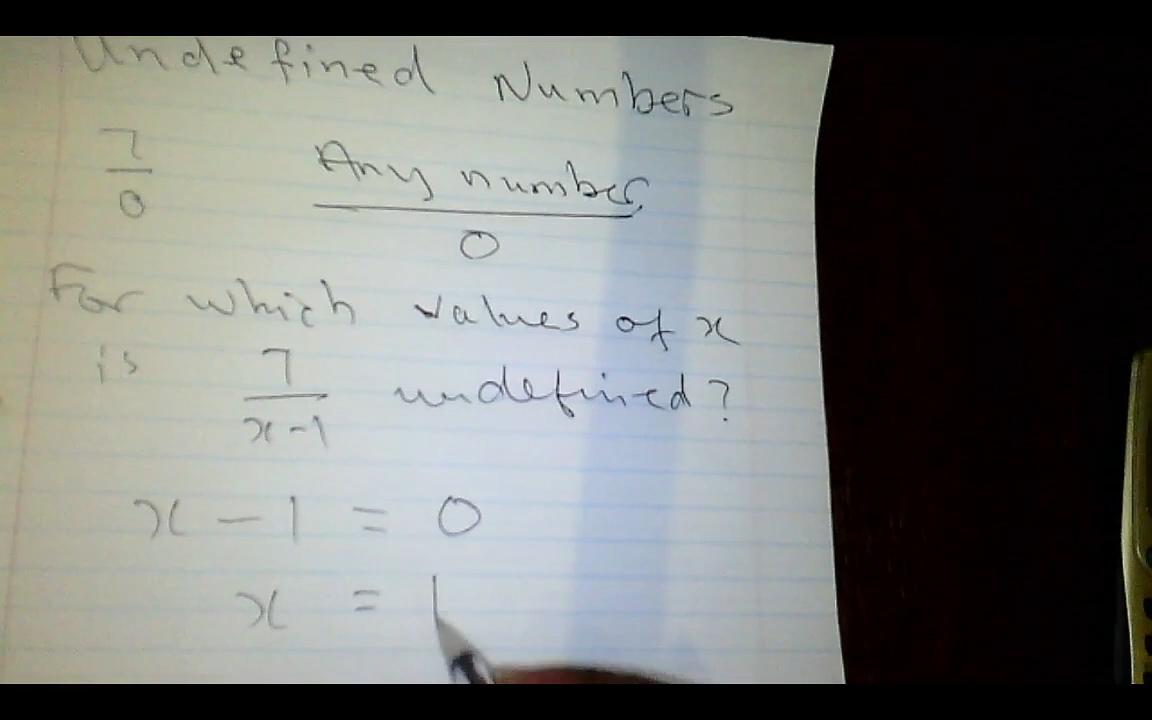 Undefined Numbers
7/0 Any number/0
For which values of x
is 7/x-1 undefined?
x - 1 = 0
x = 1